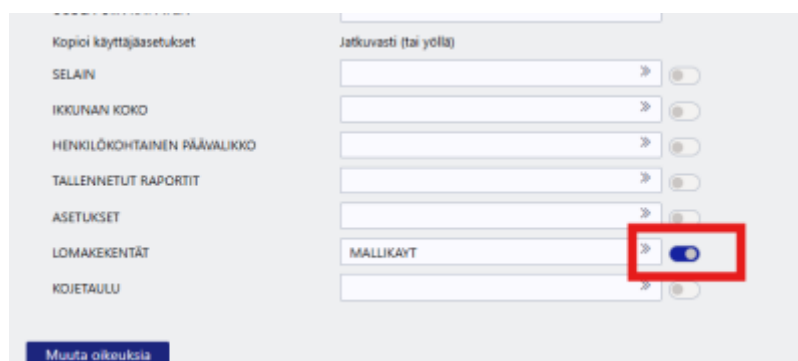 Kopioi käyttäjäasetukset Jatkuvasti (tai yöllä)
SELAIN
IKKUNAN KOKO
HENKILÖKOHTAINEN PÄÄVALIKKO
TALLENNETUT RAPORTIT
ASETUKSET
LOMAKEKENTÄT MALLIKAYT
KOJETAULU
Muuta oikeuksia